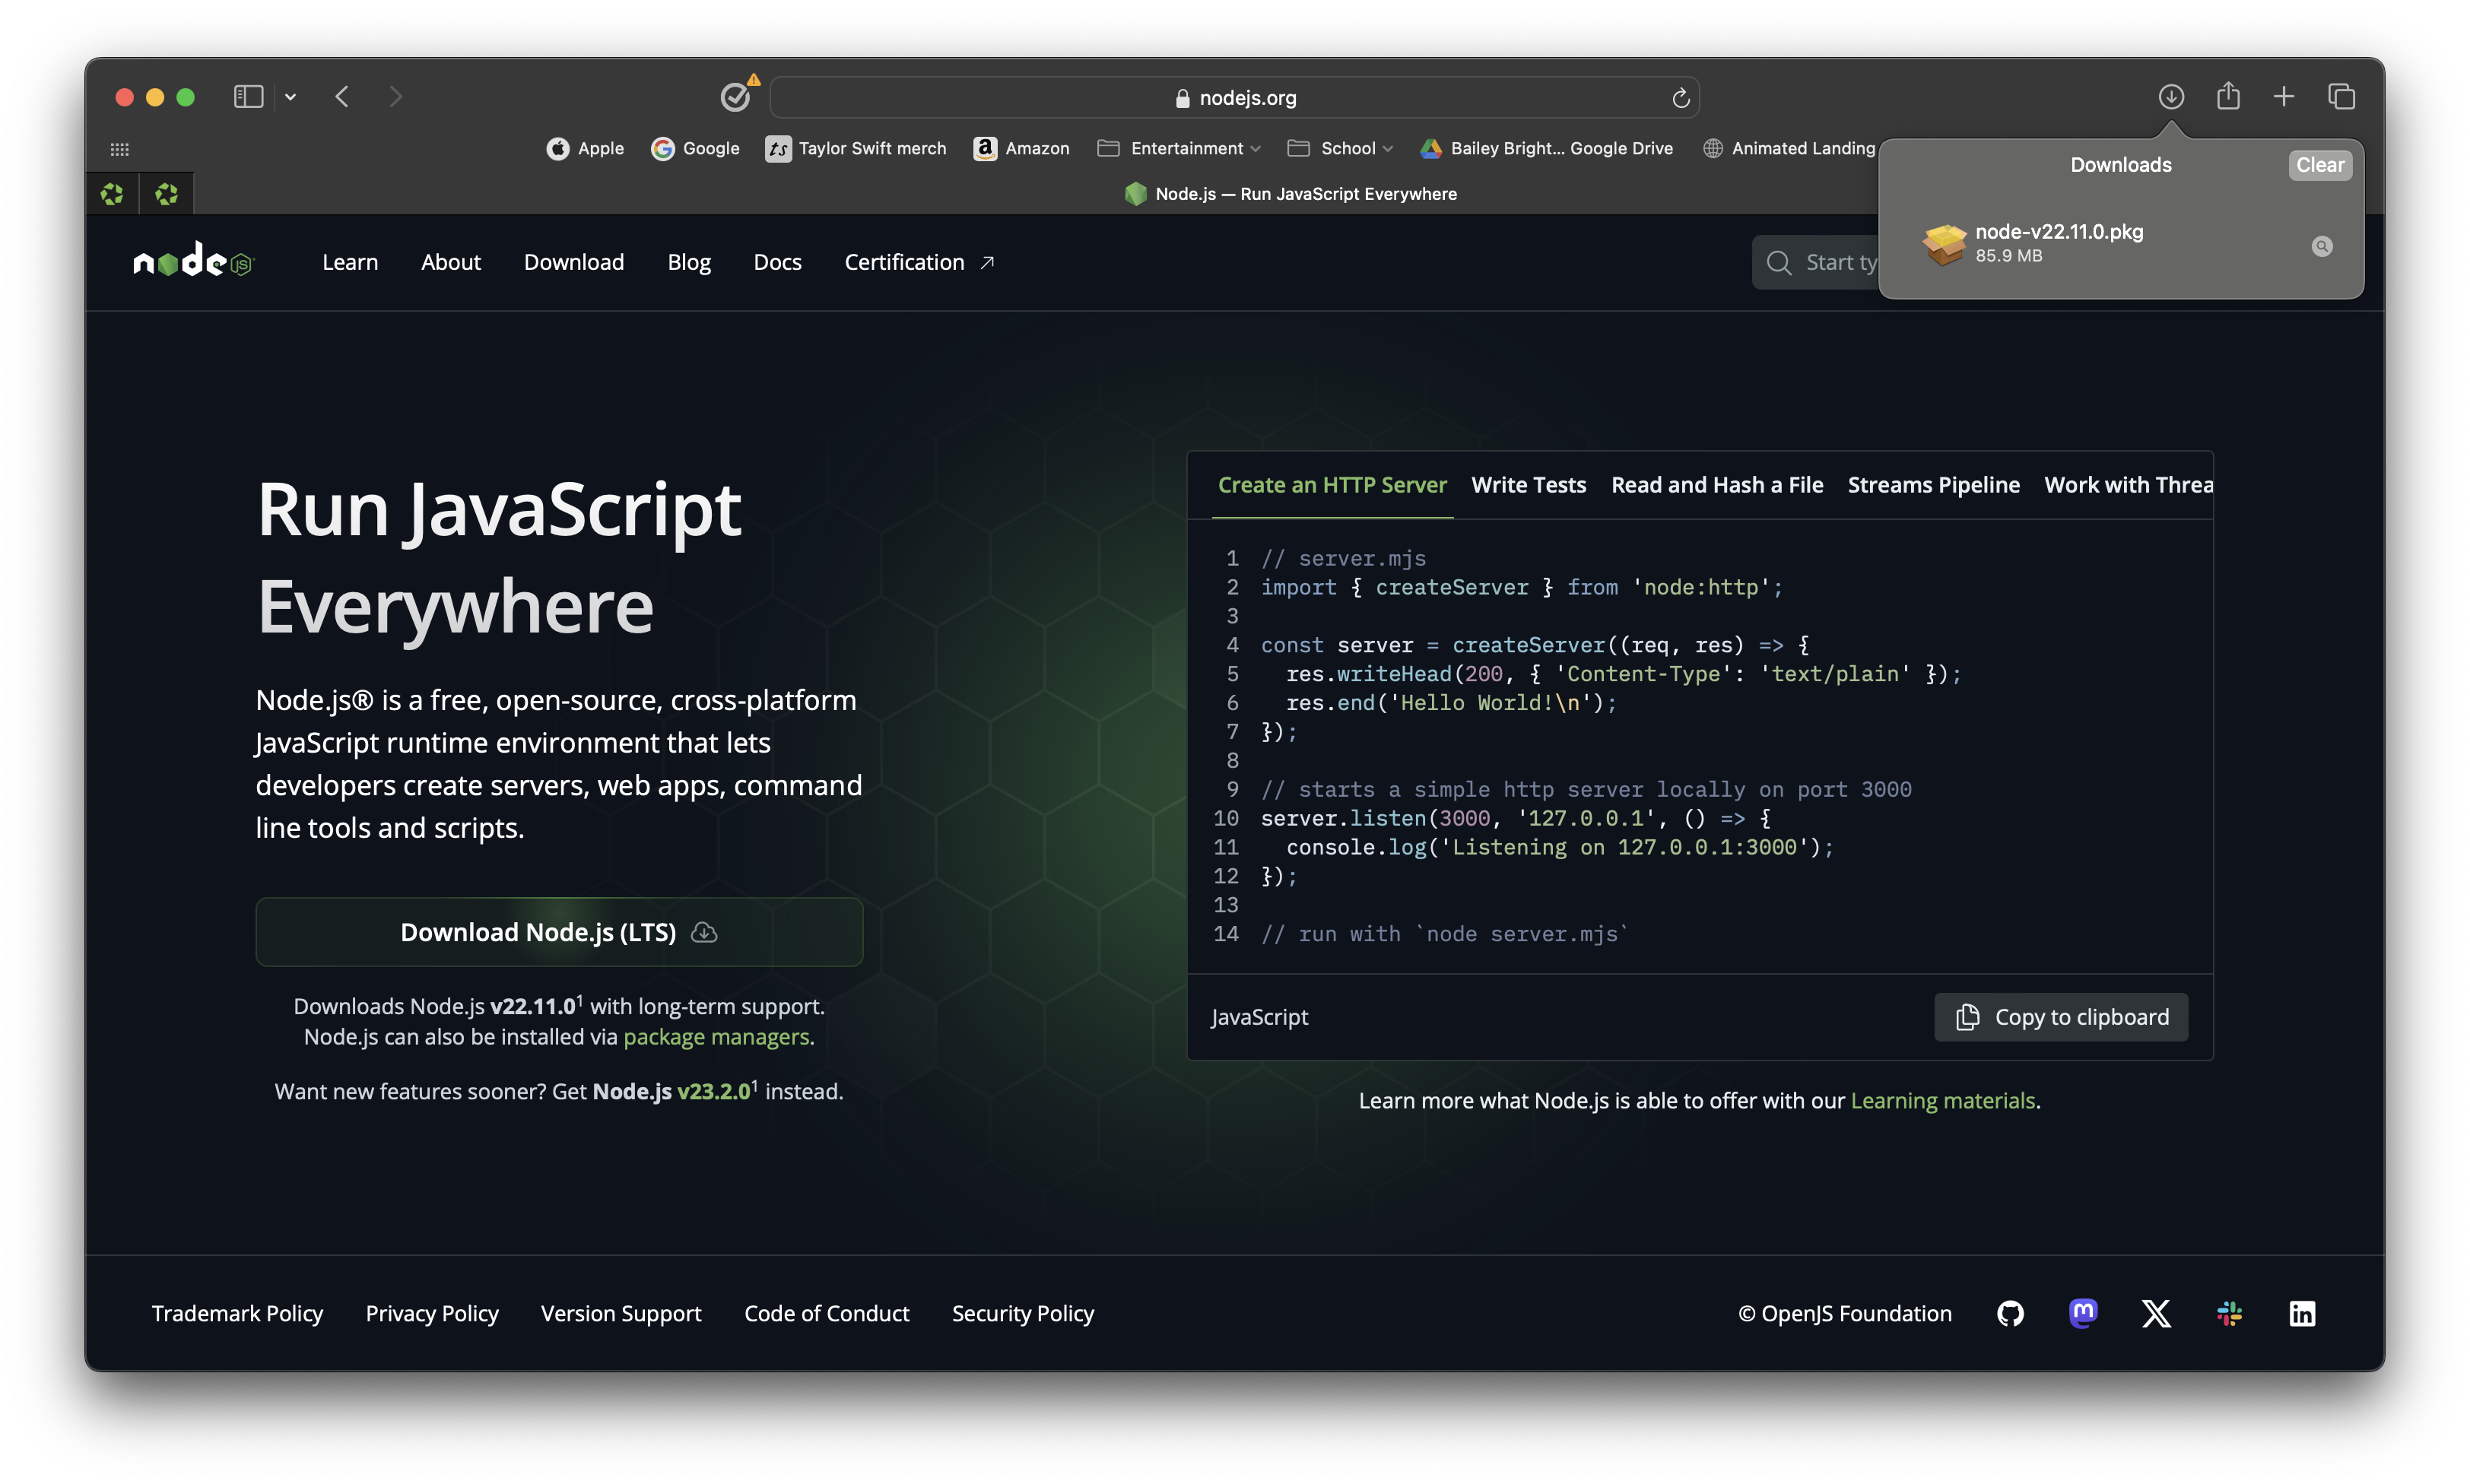 nodejs.org
Apple
Google
ts
Taylor Swift merch
a
Amazon
Entertainment
School
Bailey Bright... Google Drive
Animated Landing
Downloads
Clear
node-v22.11.0.pkg
85.9 MB
Node.js — Run JavaScript Everywhere
node JS
Learn
About
Download
Blog
Docs
Certification
Start ty
Run JavaScript
Everywhere
Node.js® is a free, open-source, cross-platform
JavaScript runtime environment that lets
developers create servers, web apps, command
line tools and scripts.
Download Node.js (LTS)
Downloads Node.js v22.11.0¹ with long-term support.
Node.js can also be installed via package managers.
Want new features sooner? Get Node.js v23.2.0¹ instead.
Create an HTTP Server
Write Tests
Read and Hash a File
Streams Pipeline
Work with Threa
1 // server.mjs
2 import { createServer } from 'node:http';
3
4 const server = createServer((req, res) => {
5   res.writeHead(200, { 'Content-Type': 'text/plain' });
6   res.end('Hello World!\n');
7 });
8
9 // starts a simple http server locally on port 3000
10 server.listen(3000, '127.0.0.1', () => {
11   console.log('Listening on 127.0.0.1:3000');
12 });
13
14 // run with `node server.mjs`
JavaScript
Copy to clipboard
Learn more what Node.js is able to offer with our Learning materials.
Trademark Policy
Privacy Policy
Version Support
Code of Conduct
Security Policy
© OpenJS Foundation
m
X
in